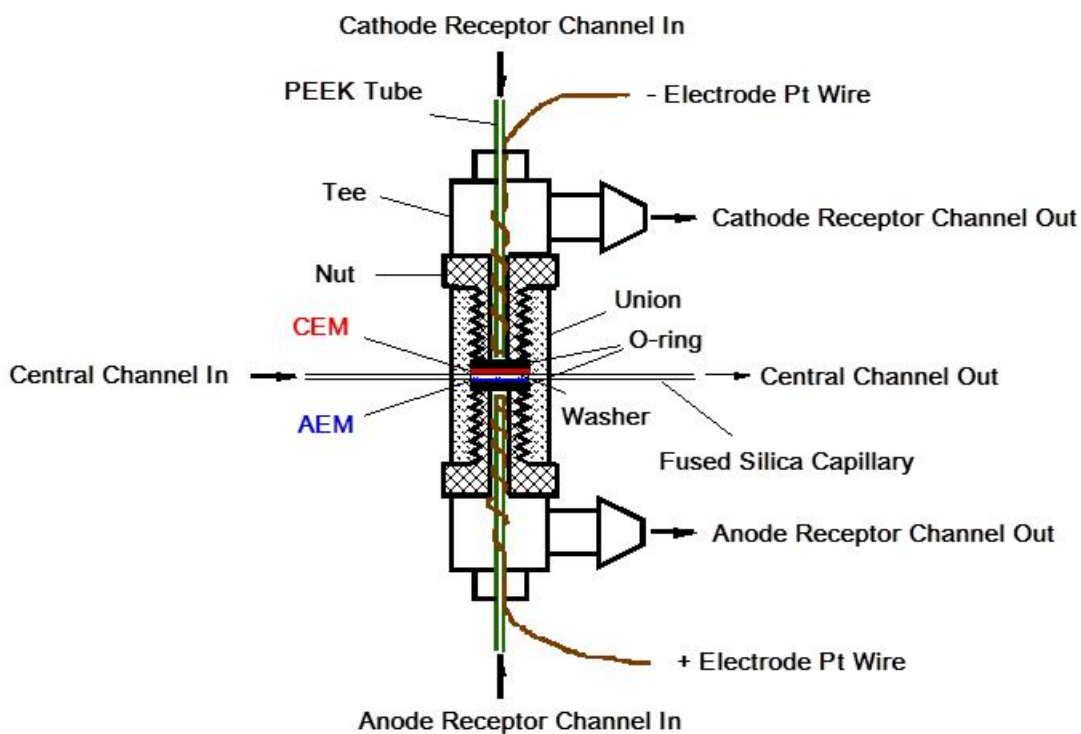 Cathode Receptor Channel In
PEEK Tube
- Electrode Pt Wire
Tee
Cathode Receptor Channel Out
Nut
Union
CEM
O-ring
Central Channel In
Central Channel Out
AEM
Washer
Fused Silica Capillary
Anode Receptor Channel Out
+ Electrode Pt Wire
Anode Receptor Channel In